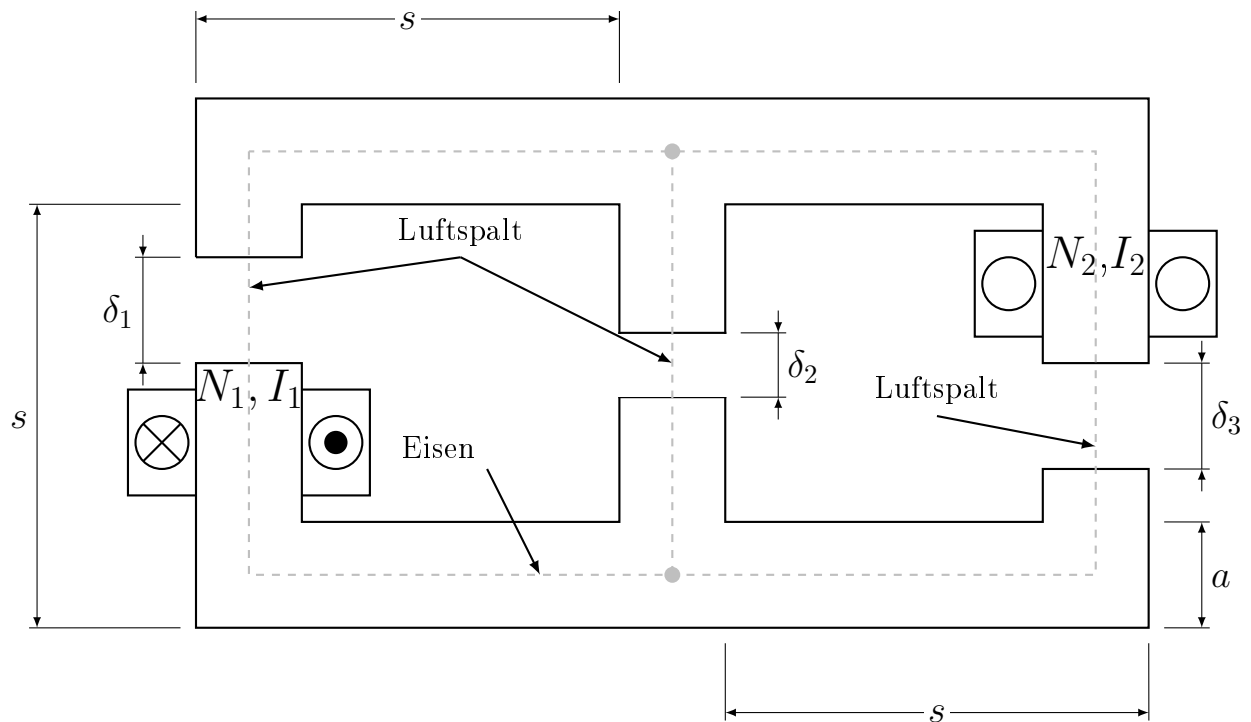 s
Luftspalt
N₂,I₂
δ₁
δ₂
N₁, I₁
Luftspalt
s
δ₃
Eisen
a
s